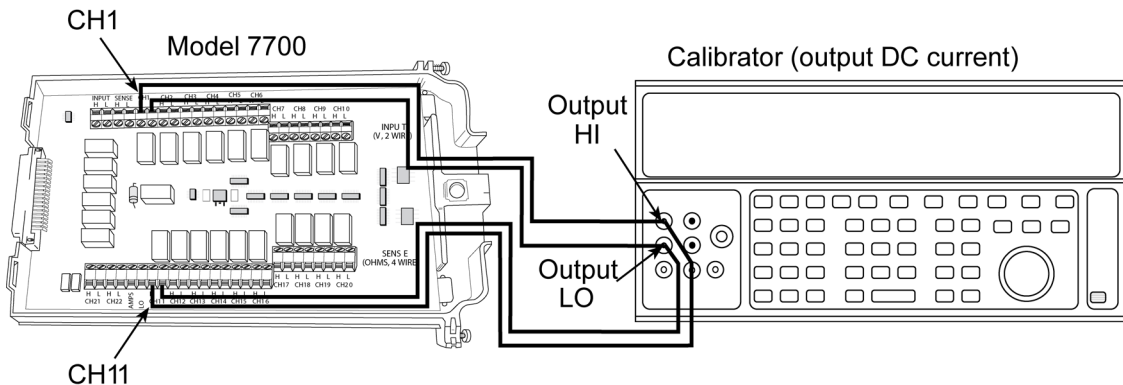 CH1
Model 7700
Calibrator (output DC current)
INPUT SENSE CH1 CH2 CH3 CH4 CH5 CH6
H L H L
CH7 CH8 CH9 CH10
H L H L H L H L
INPUT
(V, 2 WIRE)
Output
HI
SENS E
(OHMS, 4 WIRE
Output
LO
H L H L H L H L
CH17 CH18 CH19 CH20
H L H L AMPS LO
CH21 CH22 CH11 CH12 CH13 CH14 CH15 CH16
CH11